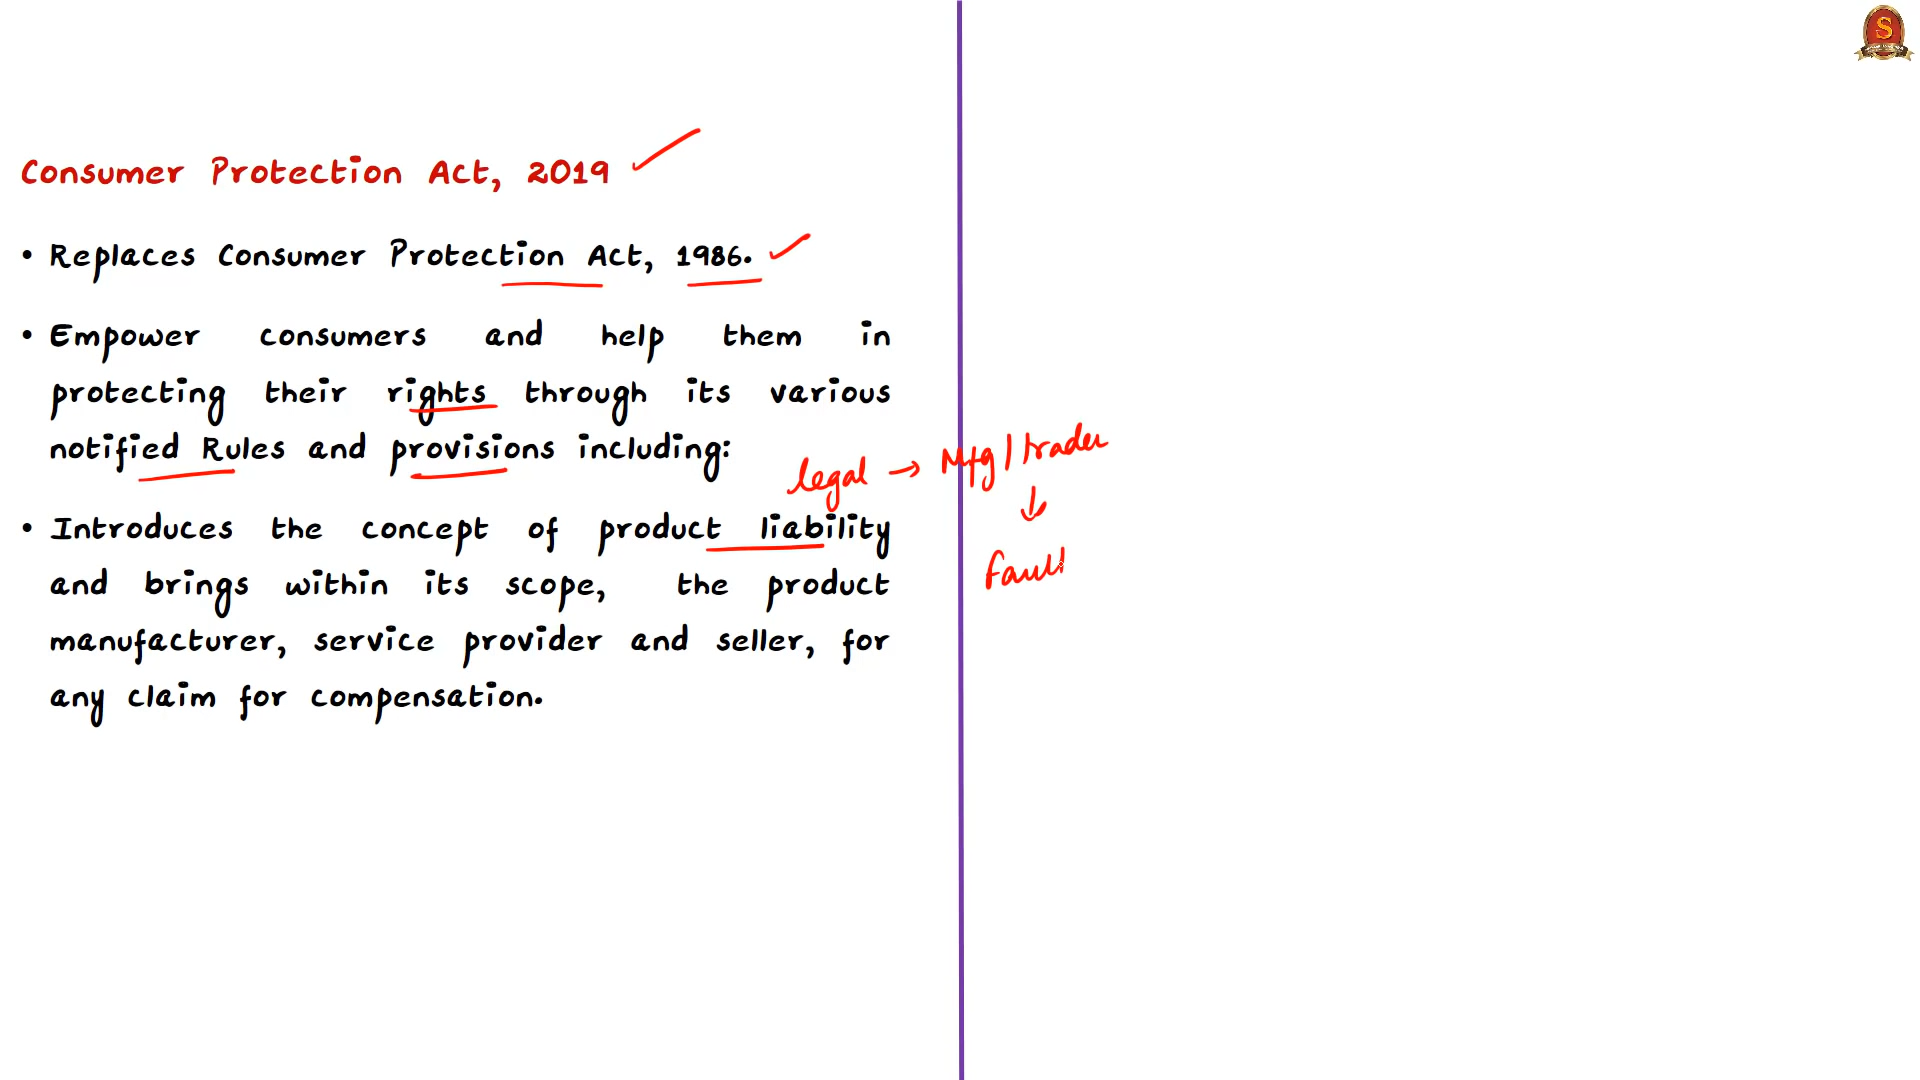 Consumer Protection Act, 2019
• Replaces Consumer Protection Act, 1986.
• Empower consumers and help them in
protecting their rights through its various
notified Rules and provisions including:
legal → Mfg/trader
↓
• Introduces the concept of product liability
and brings within its scope, the product
fault
manufacturer, service provider and seller, for
any claim for compensation.
S